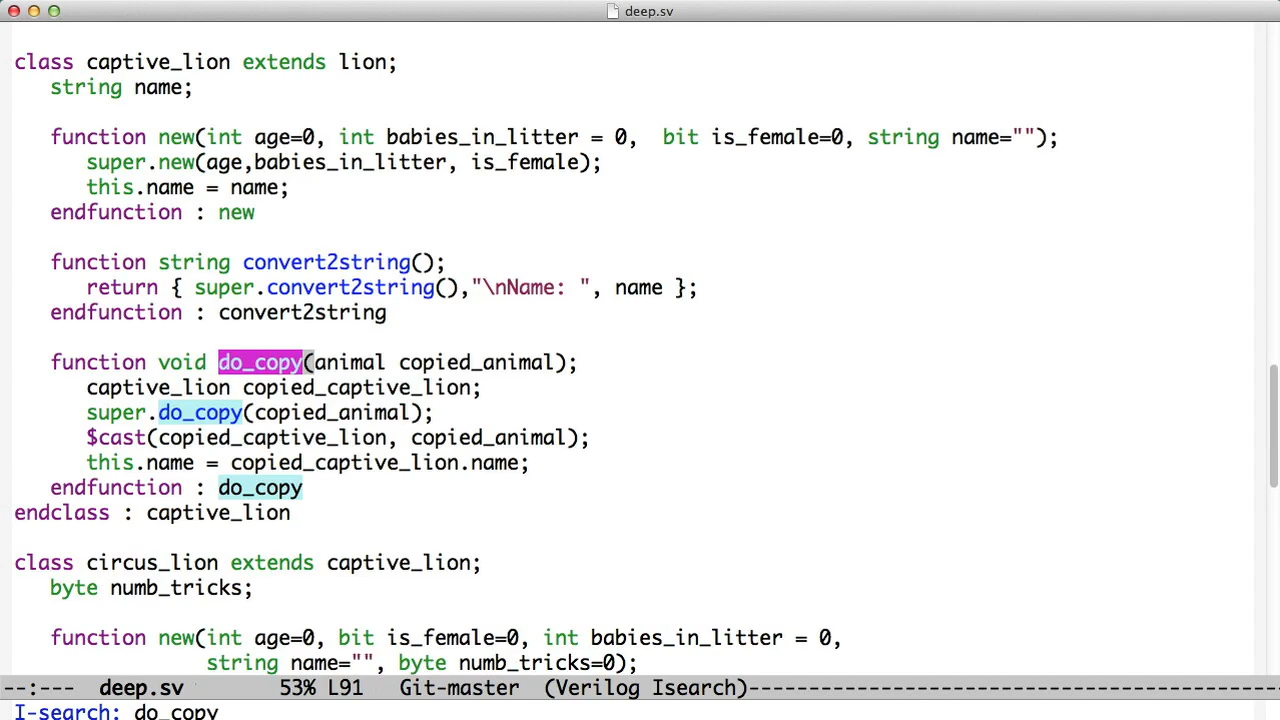 deep.sv
class captive_lion extends lion;
string name;
function new(int age=0, int babies_in_litter = 0,  bit is_female=0, string name="");
super.new(age,babies_in_litter, is_female);
this.name = name;
endfunction : new
function string convert2string();
return { super.convert2string(),"\nName: ", name };
endfunction : convert2string
function void do_copy(animal copied_animal);
captive_lion copied_captive_lion;
super.do_copy(copied_animal);
$cast(copied_captive_lion, copied_animal);
this.name = copied_captive_lion.name;
endfunction : do_copy
endclass : captive_lion
class circus_lion extends captive_lion;
byte numb_tricks;
function new(int age=0, bit is_female=0, int babies_in_litter = 0,
string name="", byte numb_tricks=0);
--:---  deep.sv        53% L91   Git-master  (Verilog Isearch)--------------------------------------------
I-search: do_copy